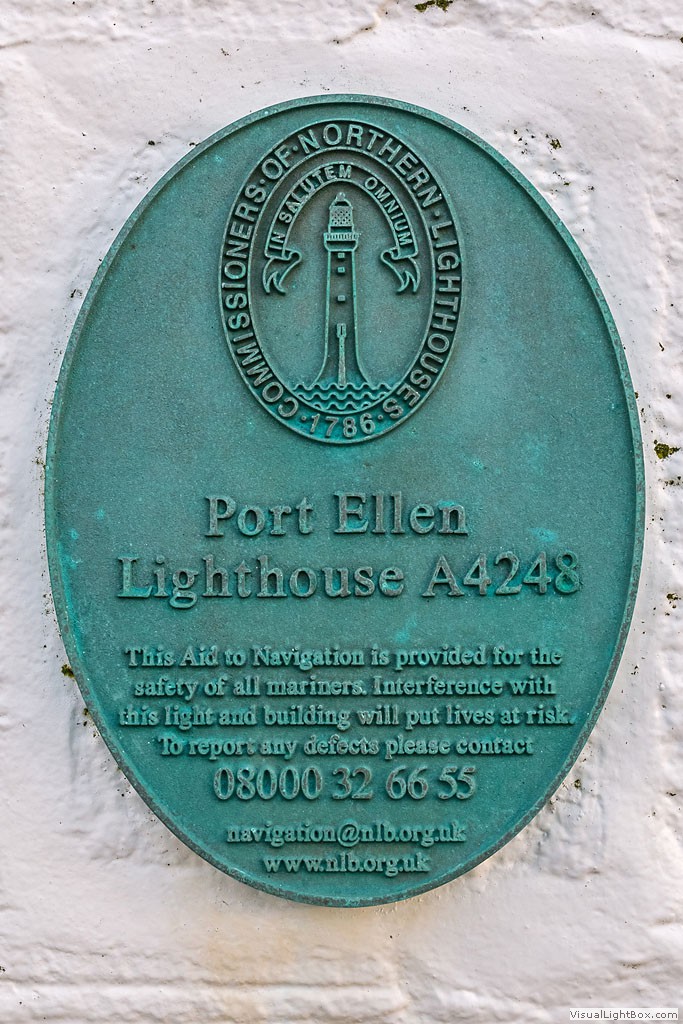 COMMISSIONERS·OF·NORTHERN·LIGHTHOUSES
IN SALUTEM OMNIUM
·1786·
Port Ellen
Lighthouse A4248
This Aid to Navigation is provided for the
safety of all mariners. Interference with
this light and building will put lives at risk.
To report any defects please contact
08000 32 66 55
navigation@nlb.org.uk
www.nlb.org.uk
VisualLightBox.com